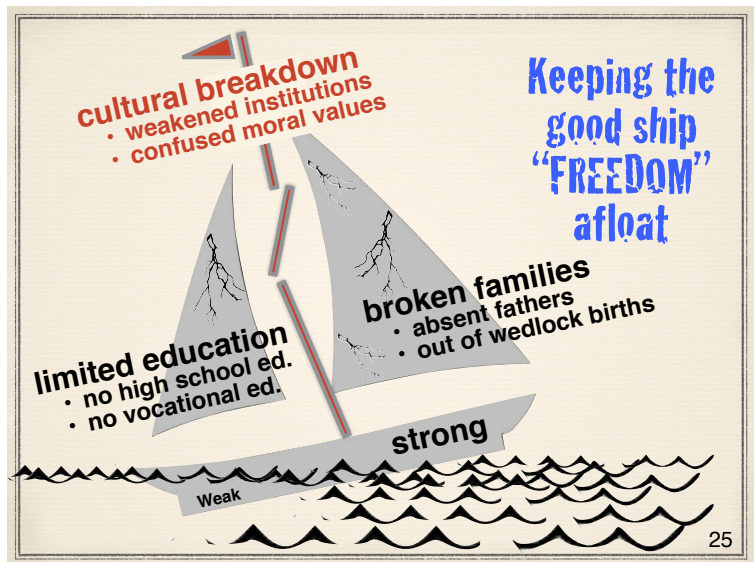 cultural breakdown
• weakened institutions
• confused moral values
Keeping the
good ship
“FREEDOM”
afloat
broken families
• absent fathers
• out of wedlock births
limited education
• no high school ed.
• no vocational ed.
strong
Weak
25